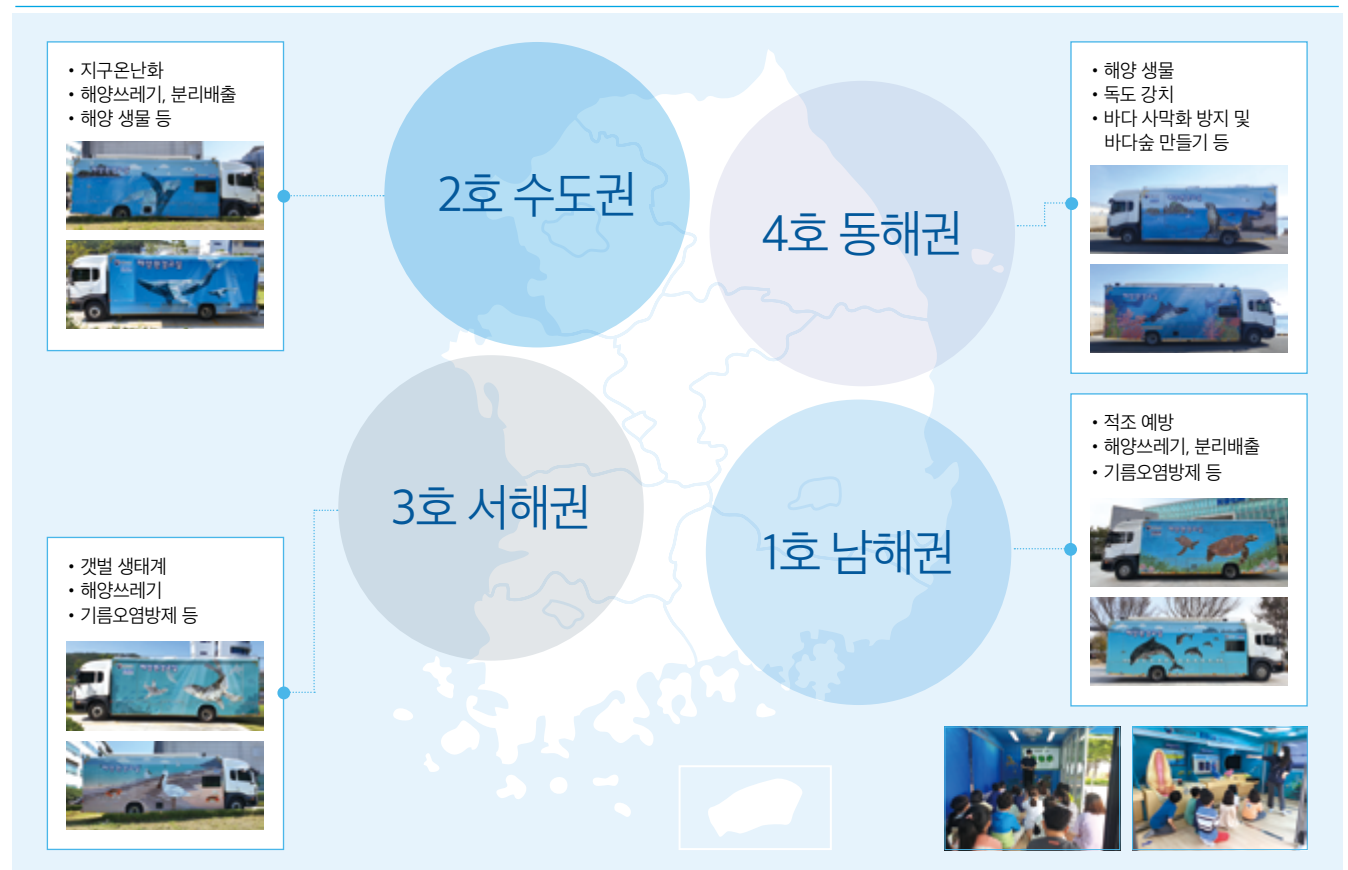 • 지구온난화
• 해양쓰레기, 분리배출
• 해양 생물 등
2호 수도권
4호 동해권
• 해양 생물
• 독도 강치
• 바다 사막화 방지 및
바다숲 만들기 등
3호 서해권
1호 남해권
• 적조 예방
• 해양쓰레기, 분리배출
• 기름오염방제 등
• 갯벌 생태계
• 해양쓰레기
• 기름오염방제 등